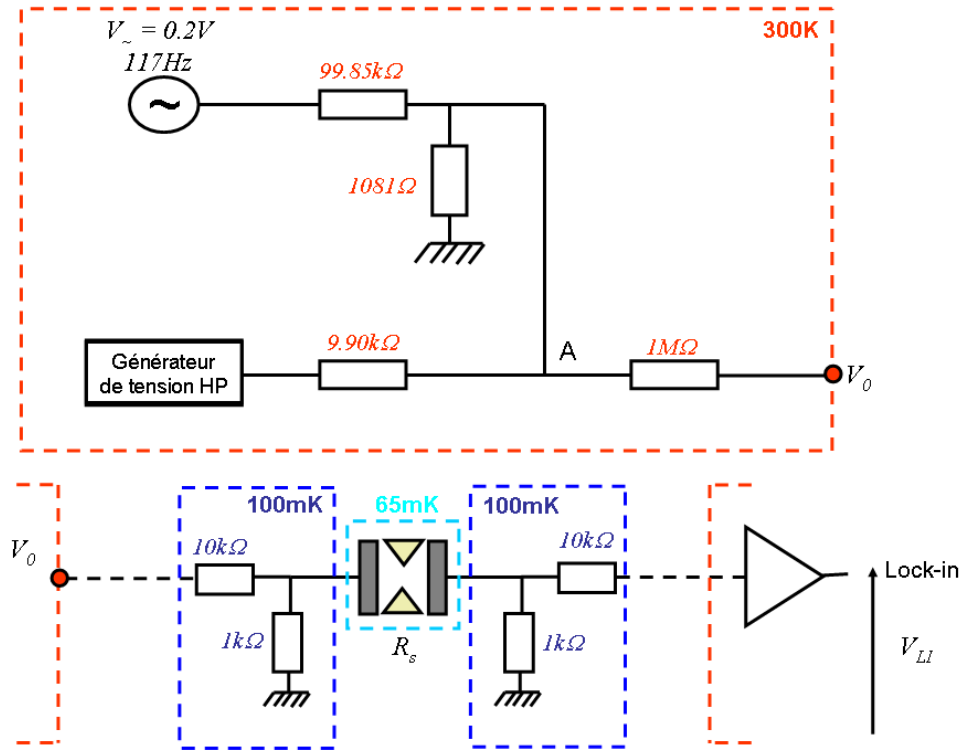 V~ = 0.2V
117Hz
300K
99.85kΩ
~
1081Ω
9.90kΩ
A
1MΩ
Générateur
de tension HP
V0
100mK
65mK
100mK
V0
10kΩ
10kΩ
Lock-in
1kΩ
1kΩ
Rs
VLI